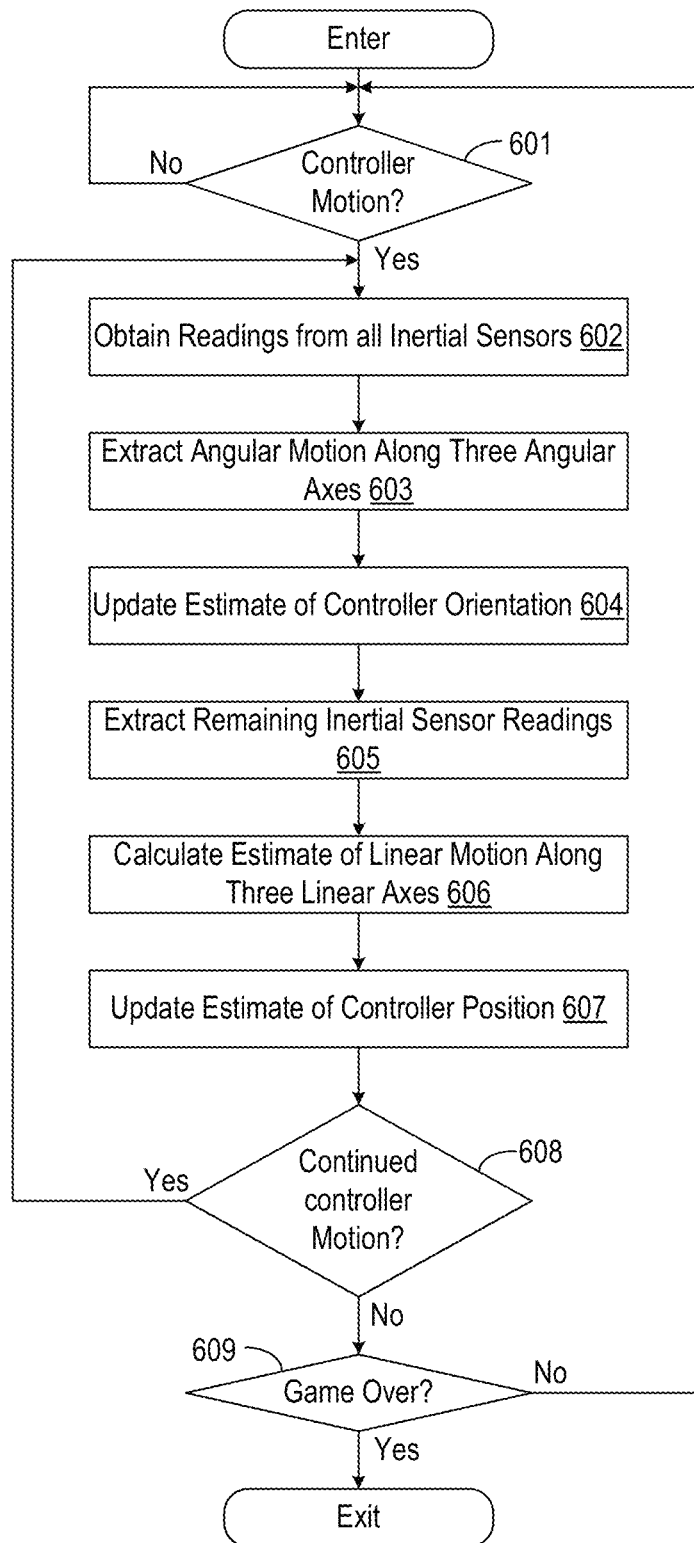 Enter
601
No
Controller
Motion?
Yes
Obtain Readings from all Inertial Sensors 602
Extract Angular Motion Along Three Angular
Axes 603
Update Estimate of Controller Orientation 604
Extract Remaining Inertial Sensor Readings
605
Calculate Estimate of Linear Motion Along
Three Linear Axes 606
Update Estimate of Controller Position 607
608
Yes
Continued
controller
Motion?
No
609
Game Over?
No
Yes
Exit